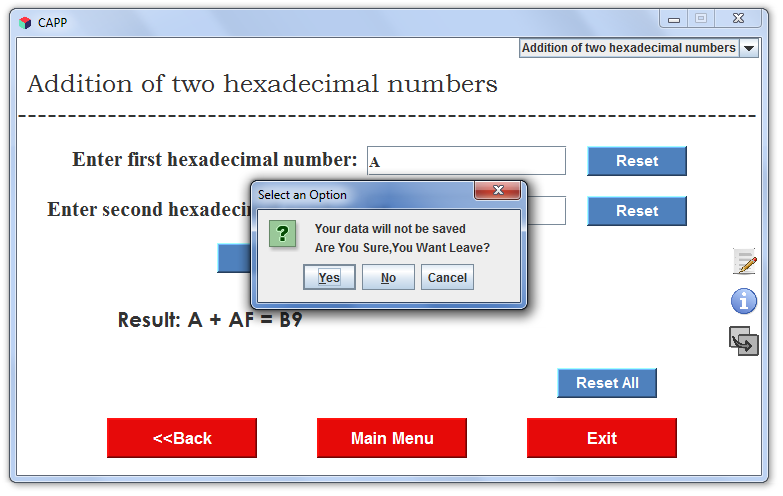 CAPP
Addition of two hexadecimal numbers
Addition of two hexadecimal numbers
Enter first hexadecimal number: A Reset
Select an Option
Enter second Reset
Your data will not be saved
Are You Sure,You Want Leave?
Yes No Cancel
Result: A + AF = B9
Reset All
<<Back Main Menu Exit